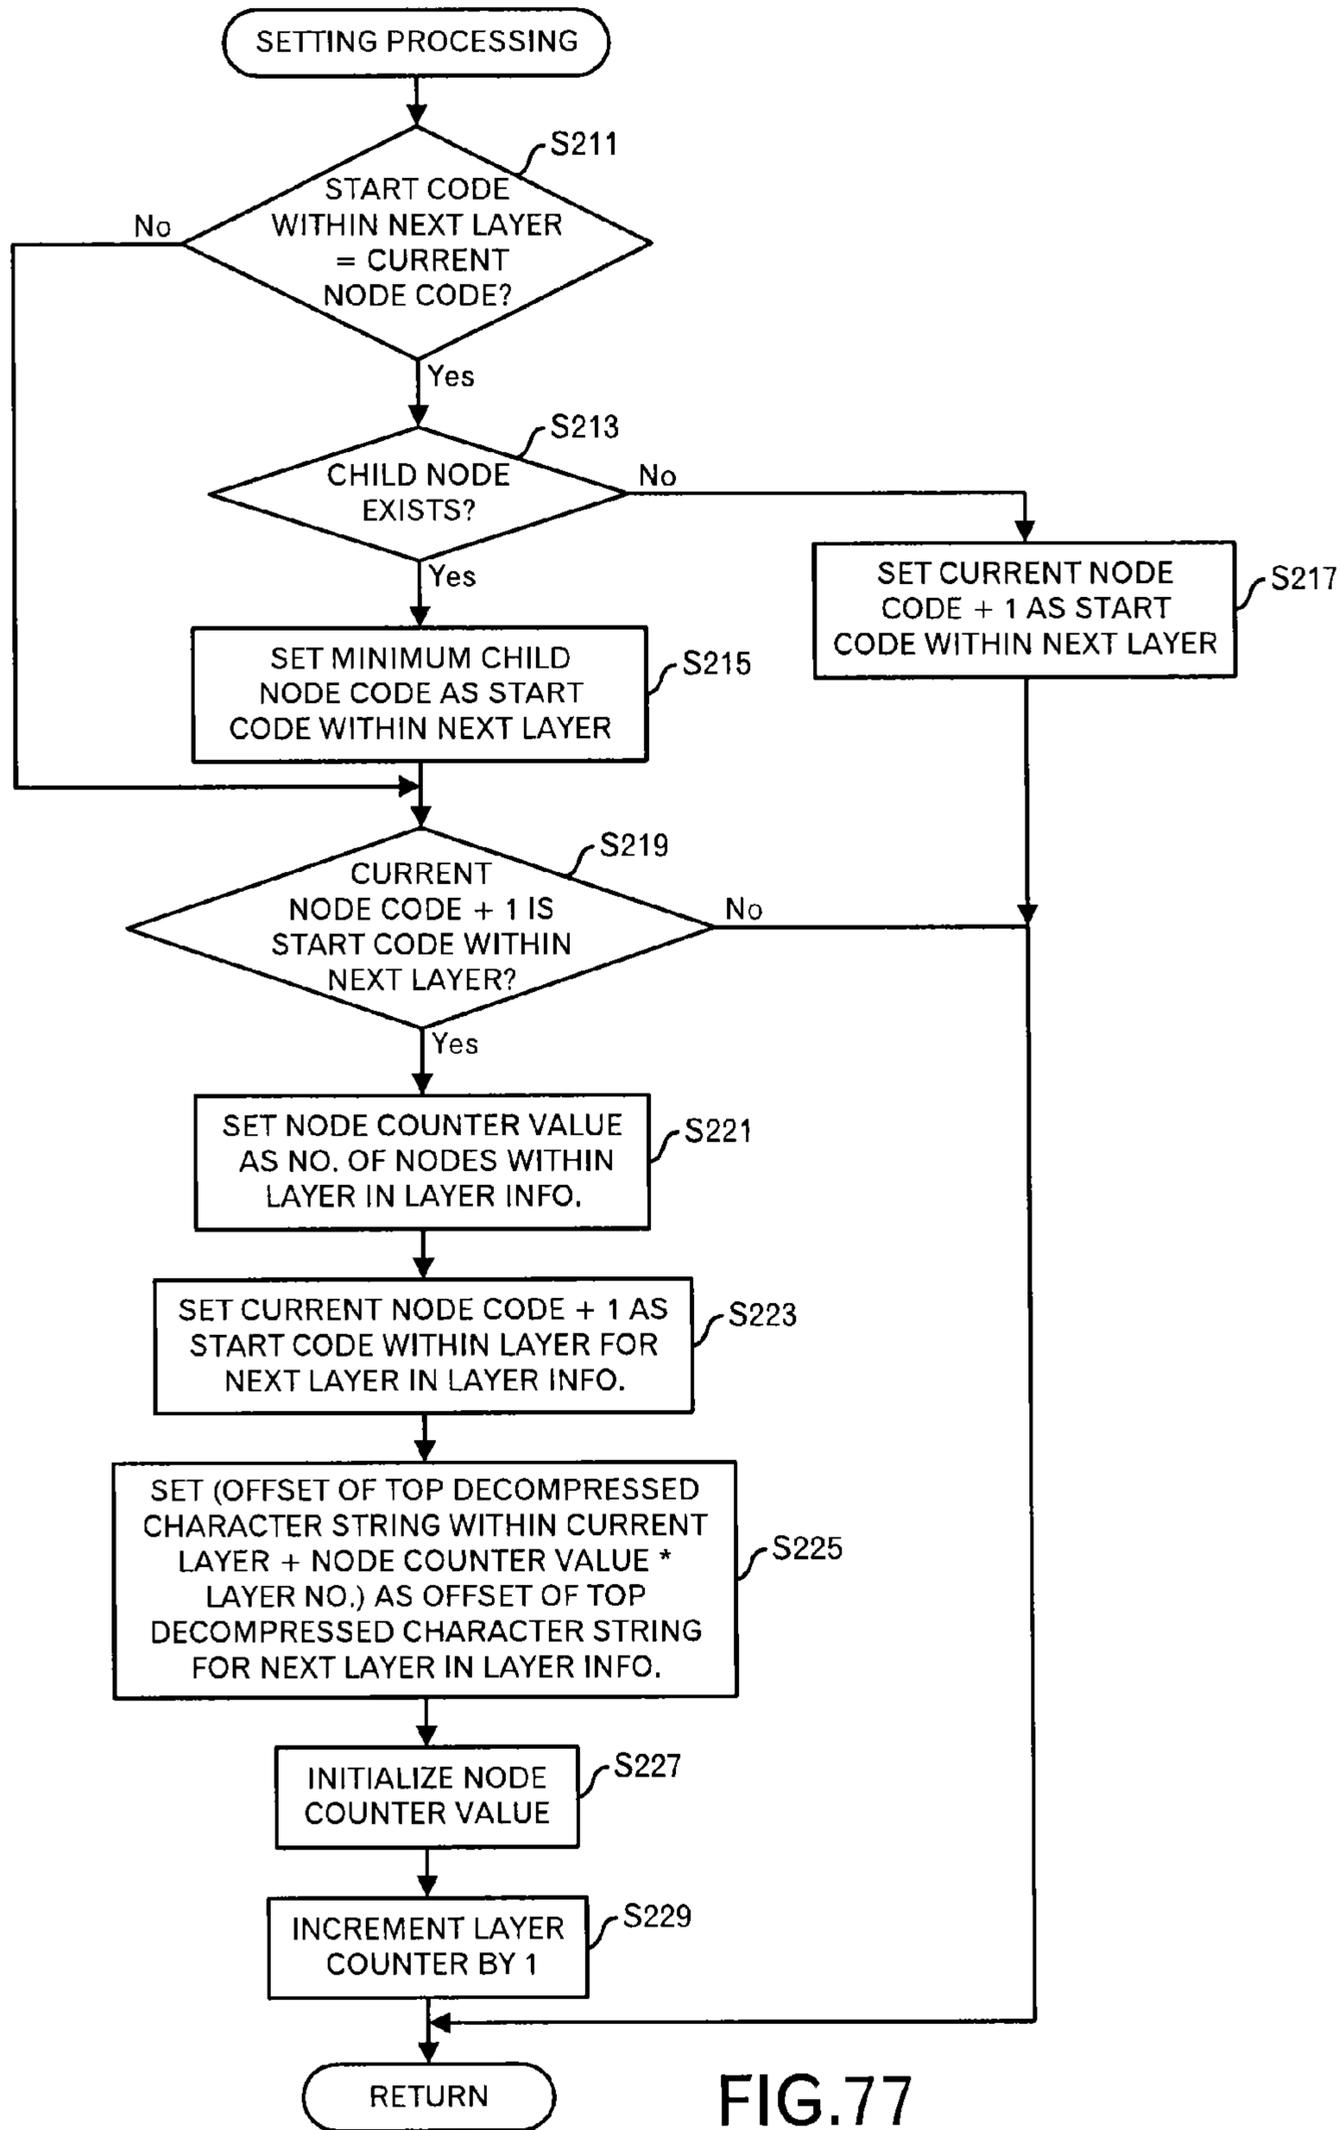 SETTING PROCESSING
S211
START CODE
WITHIN NEXT LAYER
= CURRENT
NODE CODE?
No
Yes
S213
CHILD NODE
EXISTS?
No
Yes
S217
SET CURRENT NODE
CODE + 1 AS START
CODE WITHIN NEXT LAYER
S215
SET MINIMUM CHILD
NODE CODE AS START
CODE WITHIN NEXT LAYER
S219
CURRENT
NODE CODE + 1 IS
START CODE WITHIN
NEXT LAYER?
No
Yes
S221
SET NODE COUNTER VALUE
AS NO. OF NODES WITHIN
LAYER IN LAYER INFO.
S223
SET CURRENT NODE CODE + 1 AS
START CODE WITHIN LAYER FOR
NEXT LAYER IN LAYER INFO.
S225
SET (OFFSET OF TOP DECOMPRESSED
CHARACTER STRING WITHIN CURRENT
LAYER + NODE COUNTER VALUE *
LAYER NO.) AS OFFSET OF TOP
DECOMPRESSED CHARACTER STRING
FOR NEXT LAYER IN LAYER INFO.
S227
INITIALIZE NODE
COUNTER VALUE
S229
INCREMENT LAYER
COUNTER BY 1
RETURN
FIG.77